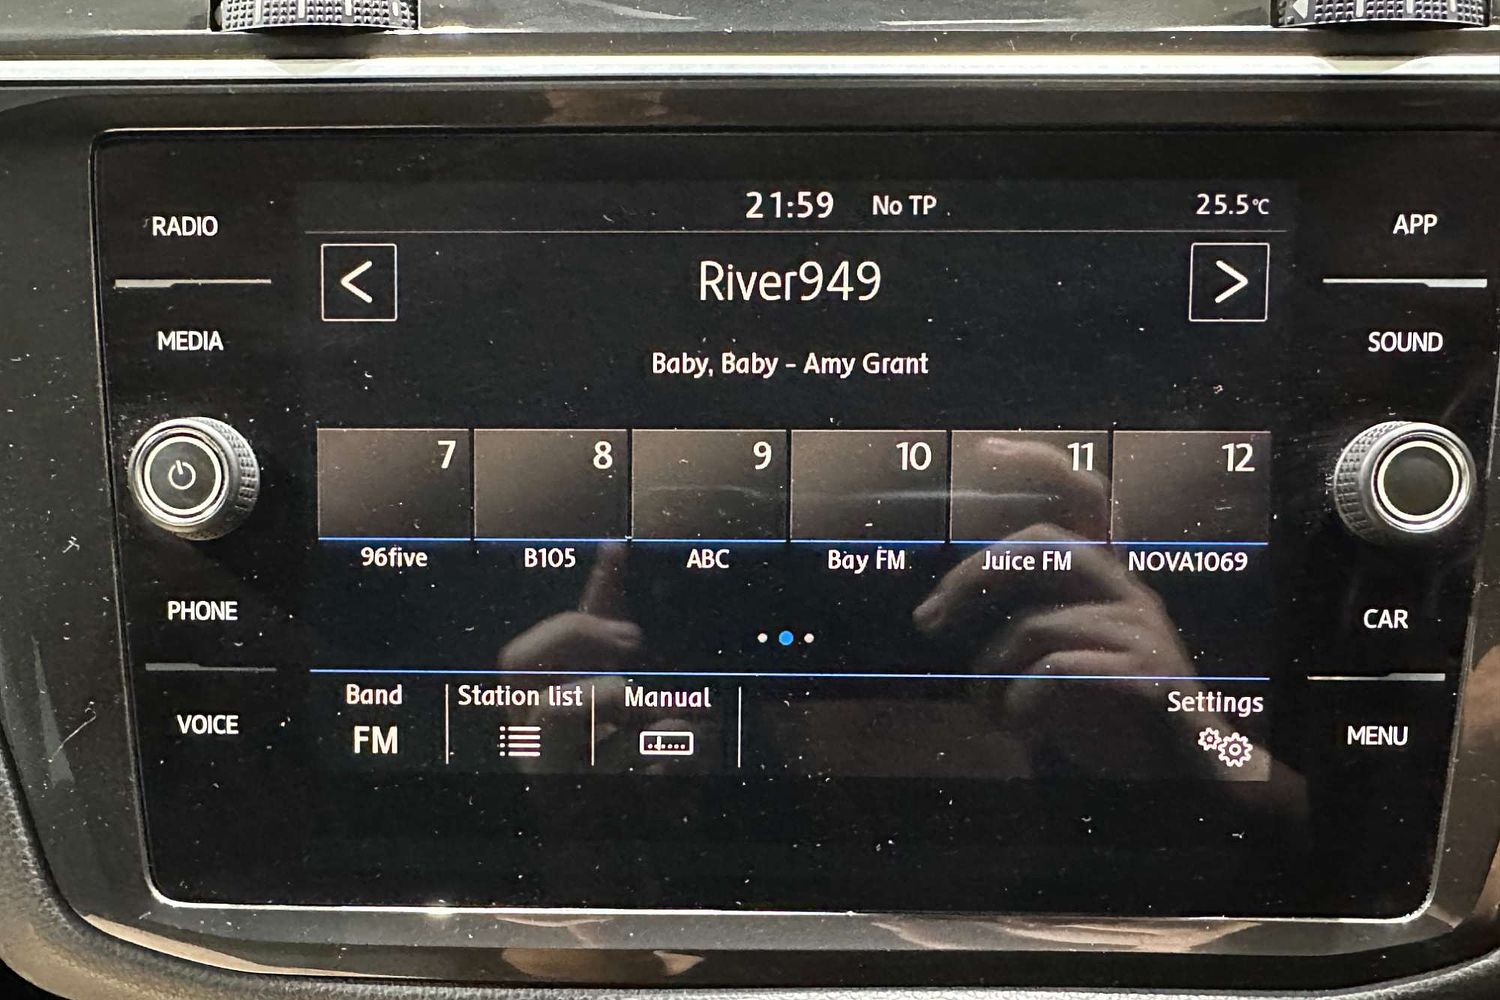 21:59 No TP 25.5℃
RADIO
APP
< River949 >
MEDIA
SOUND
Baby, Baby - Amy Grant
7 8 9 10 11 12
96five B105 ABC Bay FM Juice FM NOVA1069
PHONE
CAR
Band Station list Manual Settings
FM
VOICE
MENU